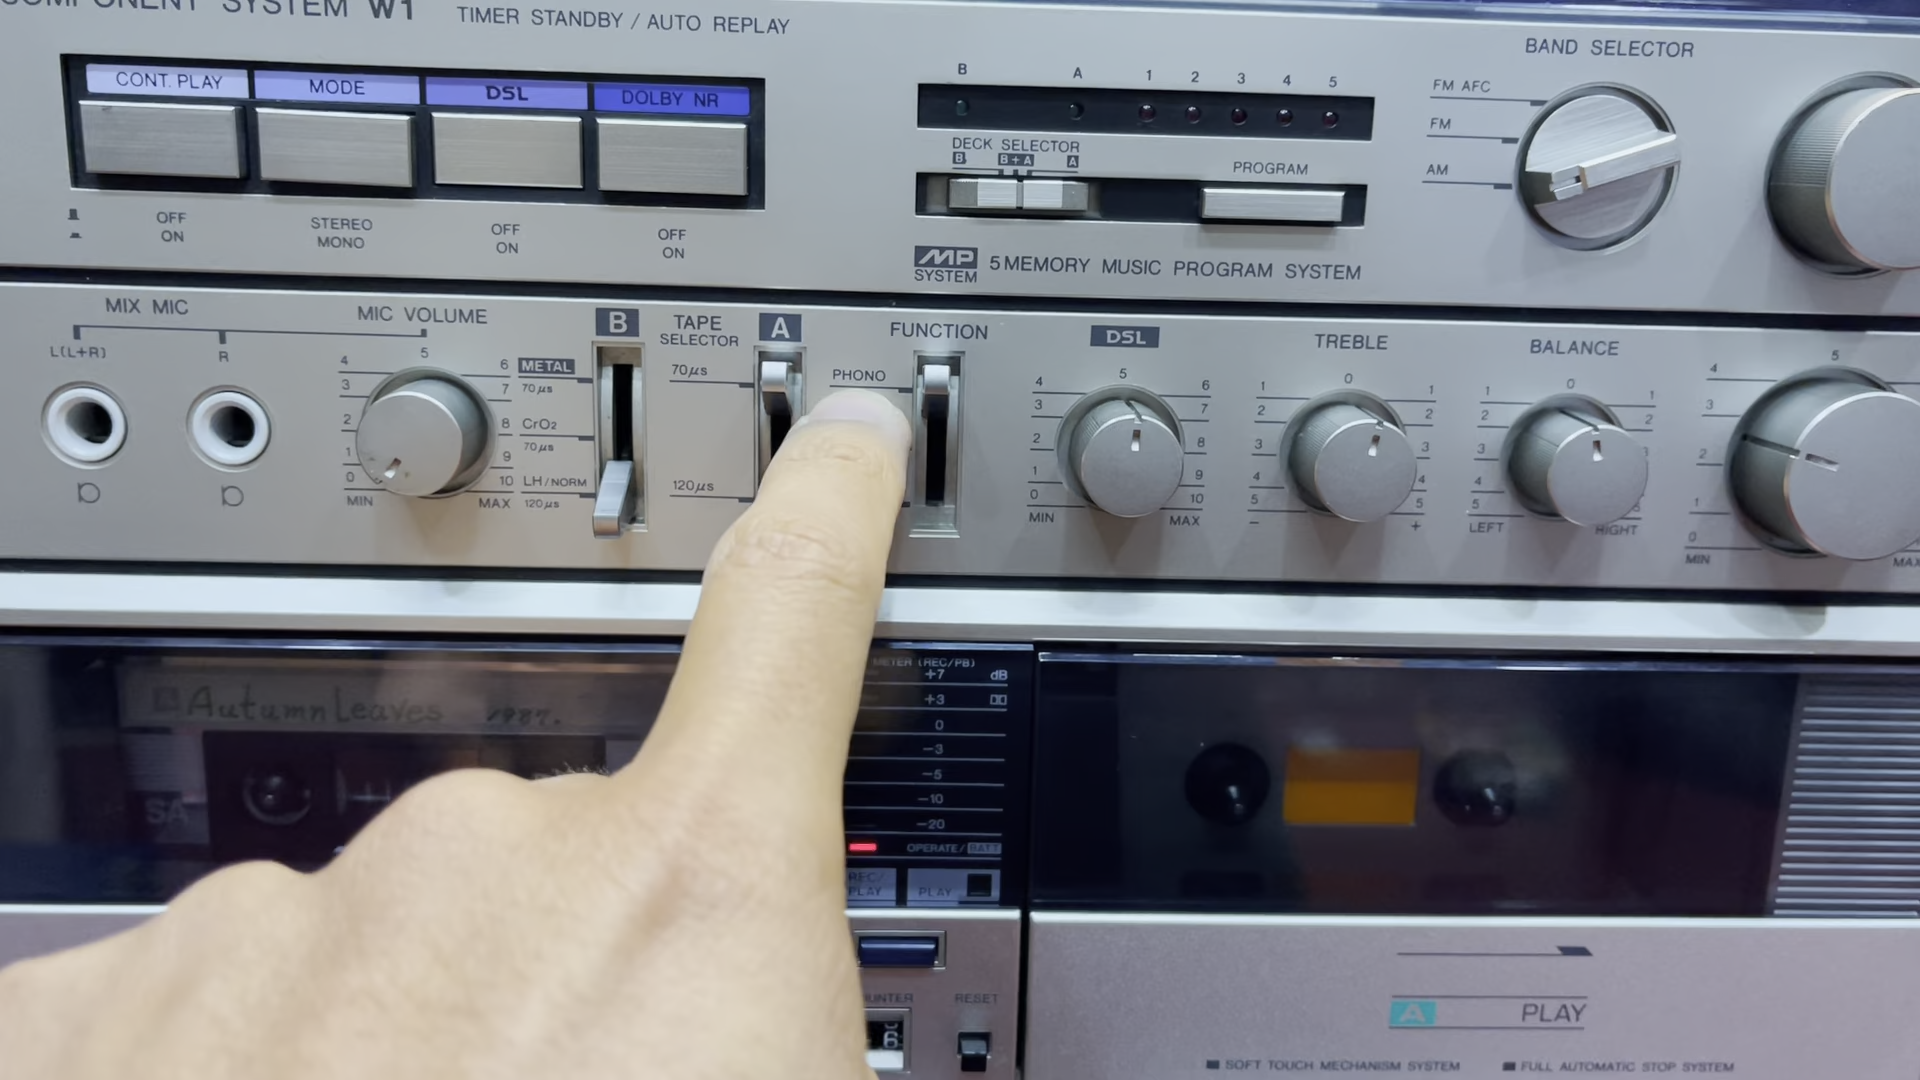 COMPONENT SYSTEM W1
TIMER STANDBY / AUTO REPLAY
CONT. PLAY MODE DSL DOLBY NR
OFF
ON
STEREO
MONO
OFF
ON
OFF
ON
B A 1 2 3 4 5
DECK SELECTOR
B B+A A
PROGRAM
MP
SYSTEM
5 MEMORY MUSIC PROGRAM SYSTEM
BAND SELECTOR
FM AFC
FM
AM
MIX MIC
L(L+R) R
MIC VOLUME
5
4 6
3 7
2 8
1 9
0 10
MIN MAX
B
METAL
70μs
CrO2
70μs
LH/NORM
120μs
TAPE
SELECTOR
70μs
120μs
A
FUNCTION
PHONO
DSL
5
4 6
3 7
2 8
1 9
0 10
MIN MAX
TREBLE
0
1 1
2 2
3 3
4 4
5 5
- +
BALANCE
0
1 1
2 2
3
4
5
LEFT RIGHT
5
4
3
2
1
0
MIN MAX
Autumn Leaves 1987.
SA
METER (REC/PB)
+7 dB
+3
0
-3
-5
-10
-20
OPERATE/BATT
REC/
PLAY
PLAY
RESET
6
A PLAY
SOFT TOUCH MECHANISM SYSTEM
FULL AUTOMATIC STOP SYSTEM